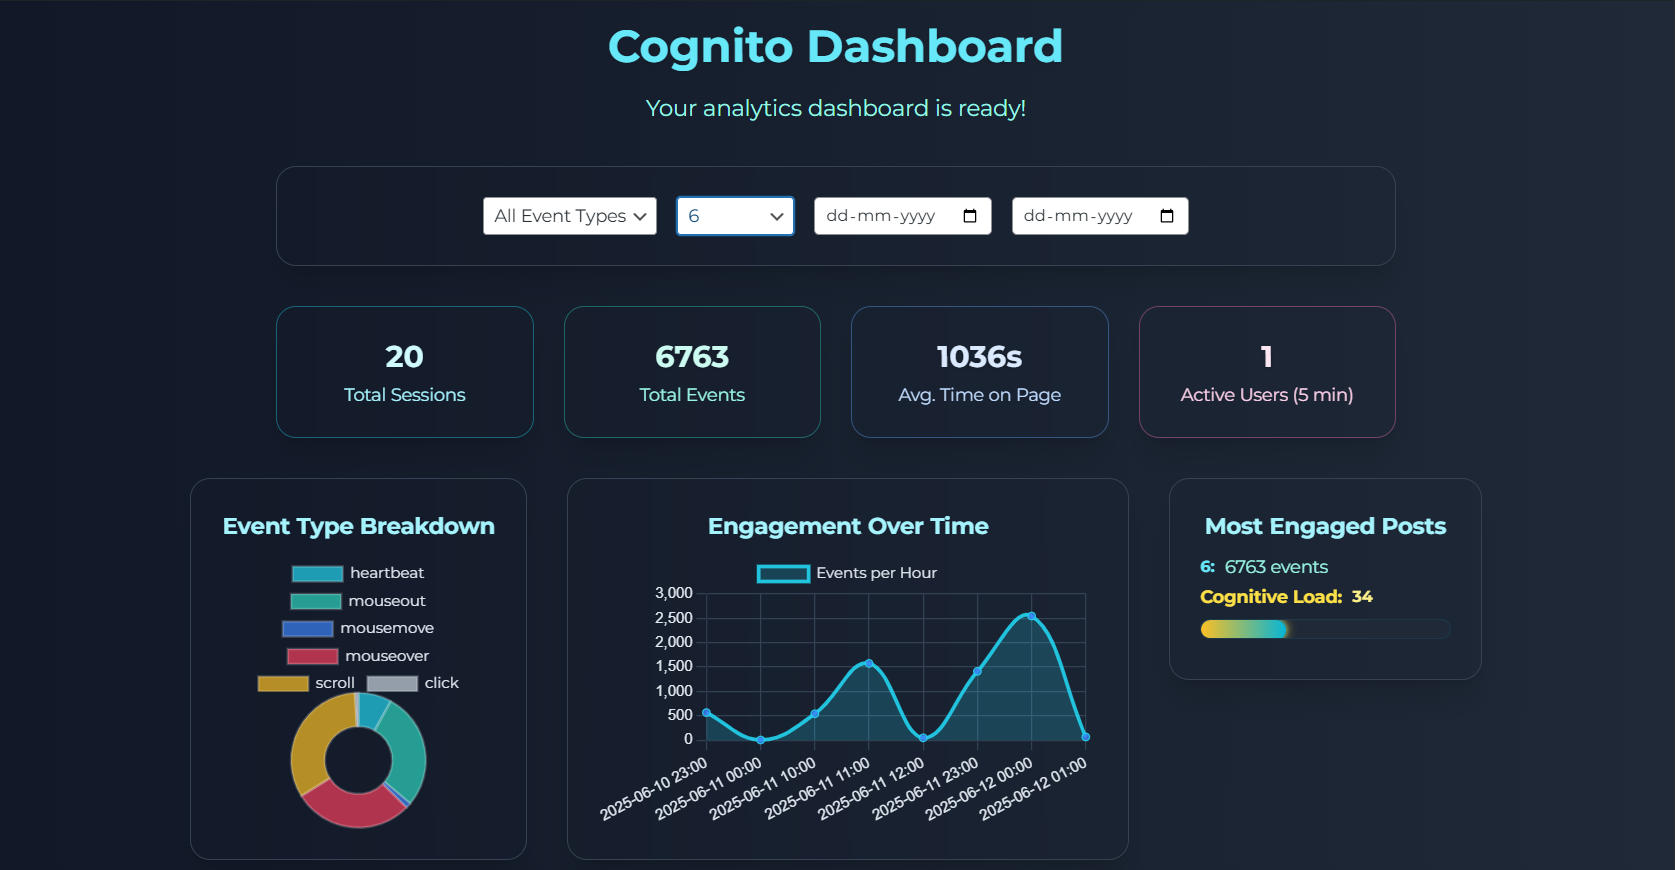 Cognito Dashboard
Your analytics dashboard is ready!
All Event Types
6
dd-mm-yyyy
dd-mm-yyyy
20
Total Sessions
6763
Total Events
1036s
Avg. Time on Page
1
Active Users (5 min)
Event Type Breakdown
heartbeat
mouseout
mousemove
mouseover
scroll click
Engagement Over Time
Events per Hour
3,000
2,500
2,000
1,500
1,000
500
0
2025-06-10 23:00
2025-06-11 00:00
2025-06-11 10:00
2025-06-11 11:00
2025-06-11 12:00
2025-06-11 23:00
2025-06-12 00:00
2025-06-12 01:00
Most Engaged Posts
6: 6763 events
Cognitive Load: 34